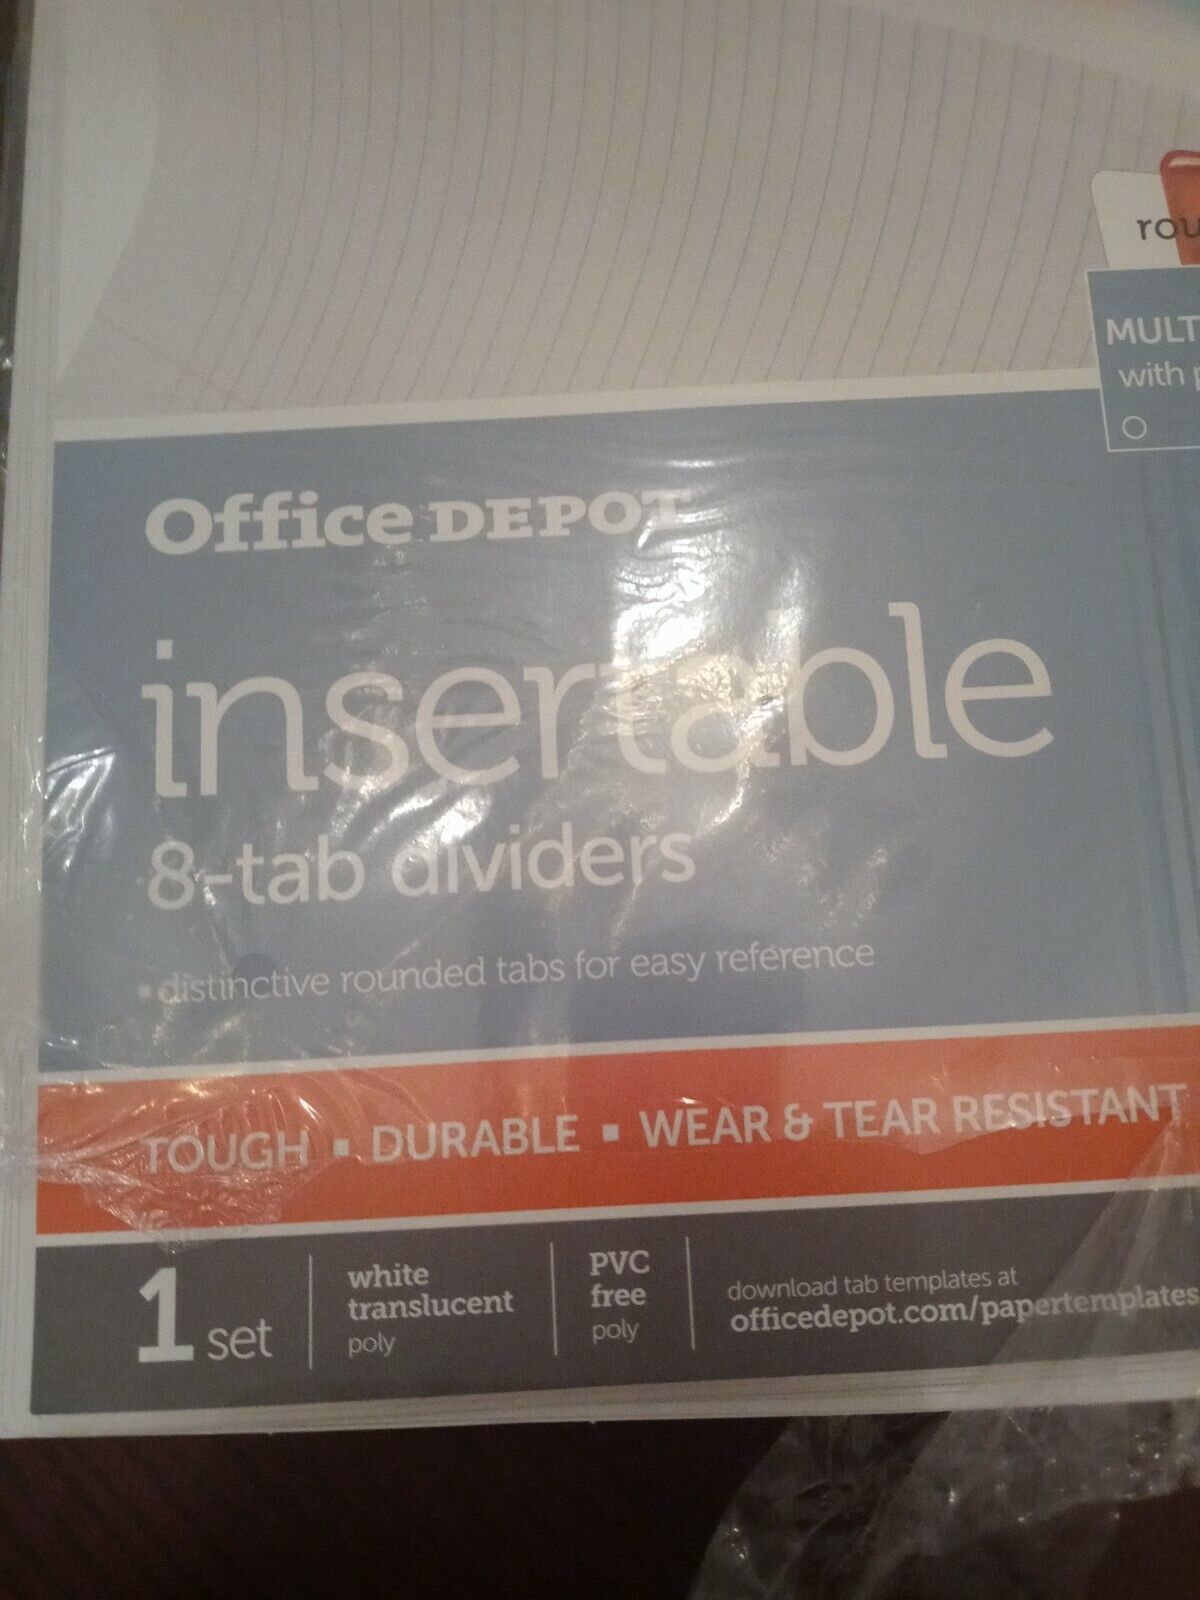 rou
MULT
with
Office DEPOT
insertable
8-tab dividers
▪ distinctive rounded tabs for easy reference
TOUGH ▪ DURABLE ▪ WEAR & TEAR RESISTANT
1 set
white
translucent
poly
PVC
free
poly
download tab templates at
officedepot.com/papertemplates